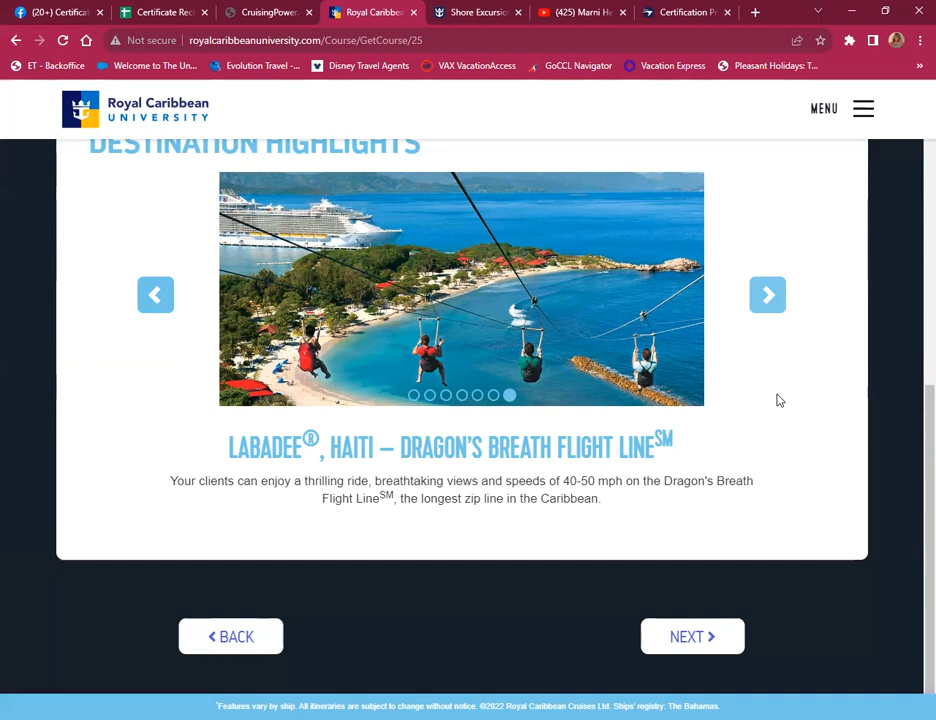 (20+) Certificat
Certificate Rec
CruisingPower
Royal Caribbea
Shore Excursio
(425) Marni He
Certification Pr
Not secure
royalcaribbeanuniversity.com/Course/GetCourse/25
ET - Backoffice
Welcome to The Un...
Evolution Travel -...
Disney Travel Agents
VAX VacationAccess
GoCCL Navigator
Vacation Express
Pleasant Holidays: T...
»
Royal Caribbean
UNIVERSITY
MENU
DESTINATION HIGHLIGHTS
LABADEE®, HAITI – DRAGON'S BREATH FLIGHT LINE℠
Your clients can enjoy a thrilling ride, breathtaking views and speeds of 40-50 mph on the Dragon's Breath
Flight Line℠, the longest zip line in the Caribbean.
< BACK
NEXT >
*Features vary by ship. All itineraries are subject to change without notice. ©2022 Royal Caribbean Cruises Ltd. Ships' registry: The Bahamas.